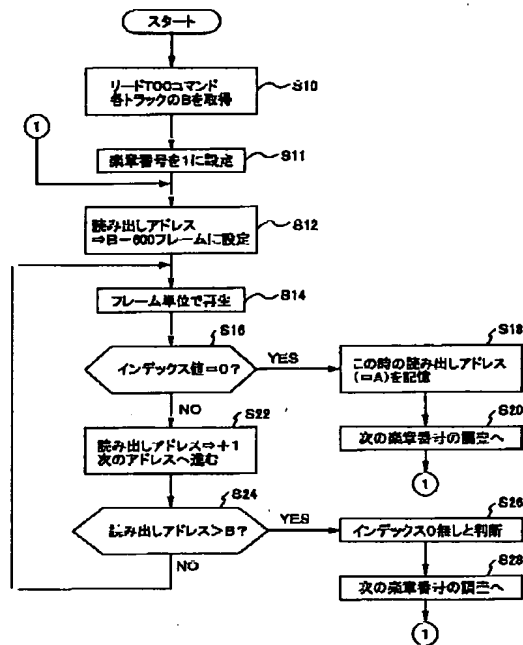 スタート
リードTOCコマンド
各トラックのBを取得
S10
1
楽章番号を1に設定
S11
読み出しアドレス
⇒B−600フレームに設定
S12
フレーム単位で再生
S14
S16
インデックス値=0?
YES
NO
S18
この時の読み出しアドレス
(=A)を記憶
S20
次の楽章番号の調査へ
1
S22
読み出しアドレス⇒+1
次のアドレスへ進む
S24
読み出しアドレス>B?
YES
NO
S26
インデックス0無しと判断
S28
次の楽章番号の調査へ
1